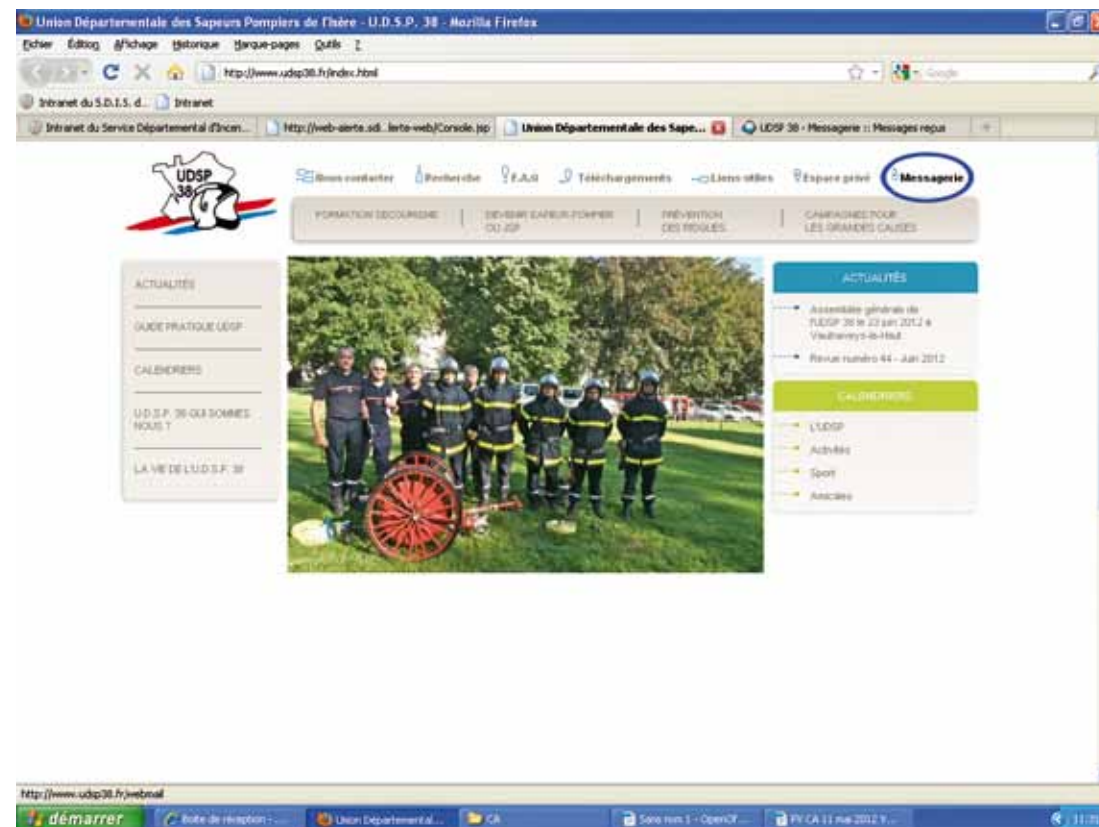 Union Départementale des Sapeurs Pompiers de l'Isère - U.D.S.P. 38 - Mozilla Firefox
Fichier Édition Affichage Historique Marque-pages Outils ?
http://www.udsp38.fr/index.html
Google
Intranet du S.D.I.S. d... Intranet
Intranet du Service Départemental d'Incen...
http://web-alerte.sdi...lerte-web/Console.jsp
Union Départementale des Sape...
UDSP 38 - Messagerie :: Messages reçus
UDSP
38
Nous contacter Recherche F.A.Q Téléchargements Liens utiles Espace privé Messagerie
FORMATION SECOURISME
DEVENIR SAPEUR-POMPIER
OU JSP
PRÉVENTION
DES RISQUES
CAMPAGNES POUR
LES GRANDES CAUSES
ACTUALITÉS
GUIDE PRATIQUE UDSP
CALENDRIERS
U.D.S.P. 38 QUI SOMMES
NOUS ?
LA VIE DE L'U.D.S.P. 38
ACTUALITÉS
Assemblée générale de
l'UDSP 38 le 23 juin 2012 à
Vaulnaveys-le-Haut
Revue numéro 44 - Juin 2012
CALENDRIERS
L'UDSP
Activités
Sport
Amicales
http://www.udsp38.fr/webmail
démarrer
Boîte de réception - ...
Union Départemental...
CA
Sans nom 1 - OpenOf...
PV CA 11 mai 2012 V...